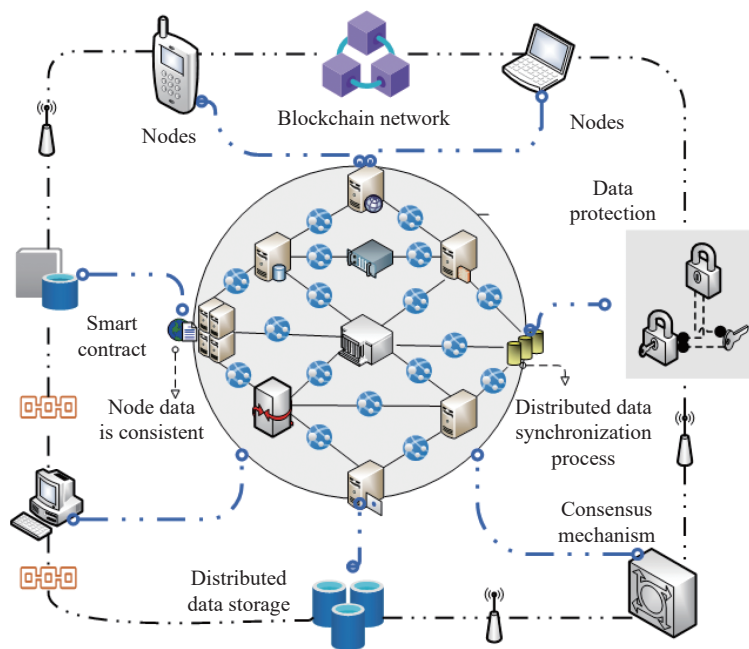 Blockchain network
Nodes
Nodes
Data
protection
Smart
contract
Node data
is consistent
Distributed data
synchronization
process
Consensus
mechanism
Distributed
data storage